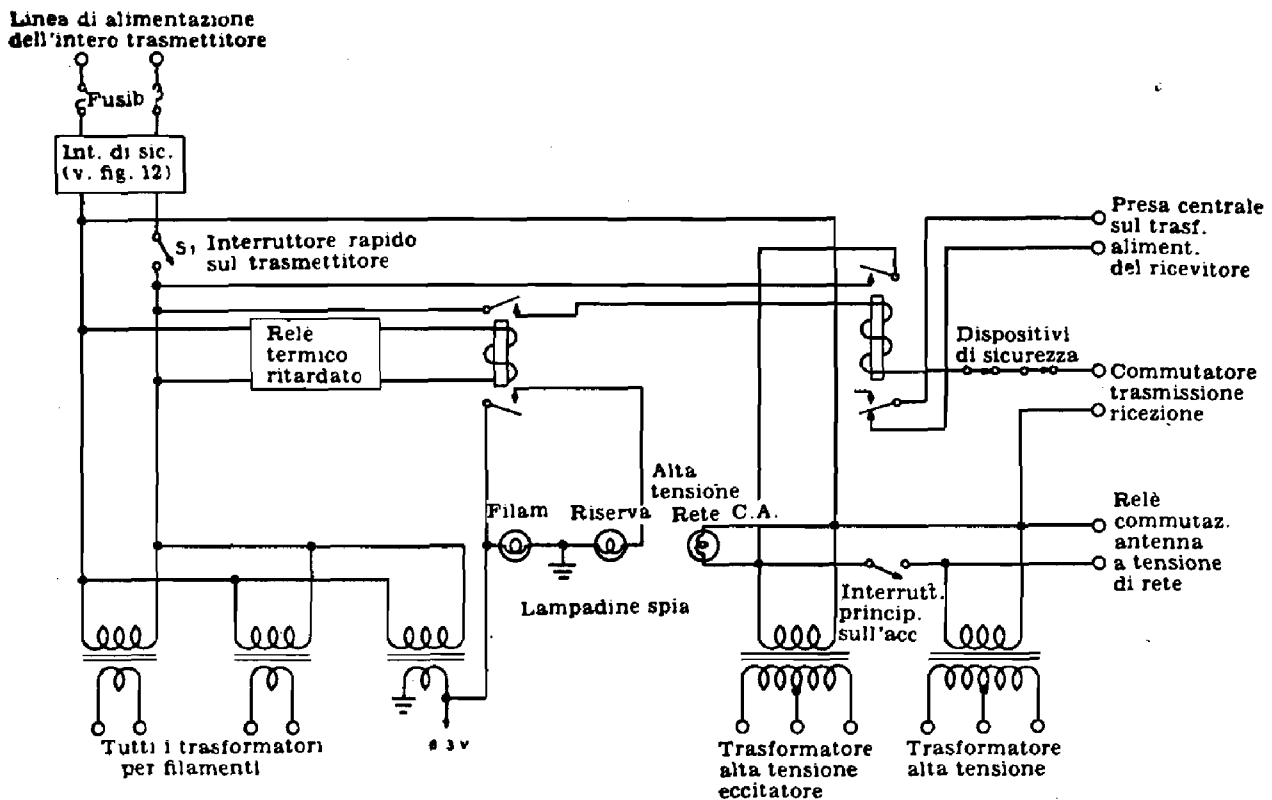 Linea di alimentazione
dell'intero trasmettitore
Fusib
Int. di sic.
(v. fig. 12)
S1 Interruttore rapido
sul trasmettitore
Relè
termico
ritardato
Presa centrale
sul trasf.
aliment.
del ricevitore
Dispositivi
di sicurezza
Commutatore
trasmissione
ricezione
Alta
tensione
Filam Riserva Rete C.A.
Lampadine spia
Relè
commutaz.
antenna
a tensione
di rete
Interrutt.
princip.
sull'acc
3 v
Tutti i trasformatori
per filamenti
Trasformatore
alta tensione
eccitatore
Trasformatore
alta tensione